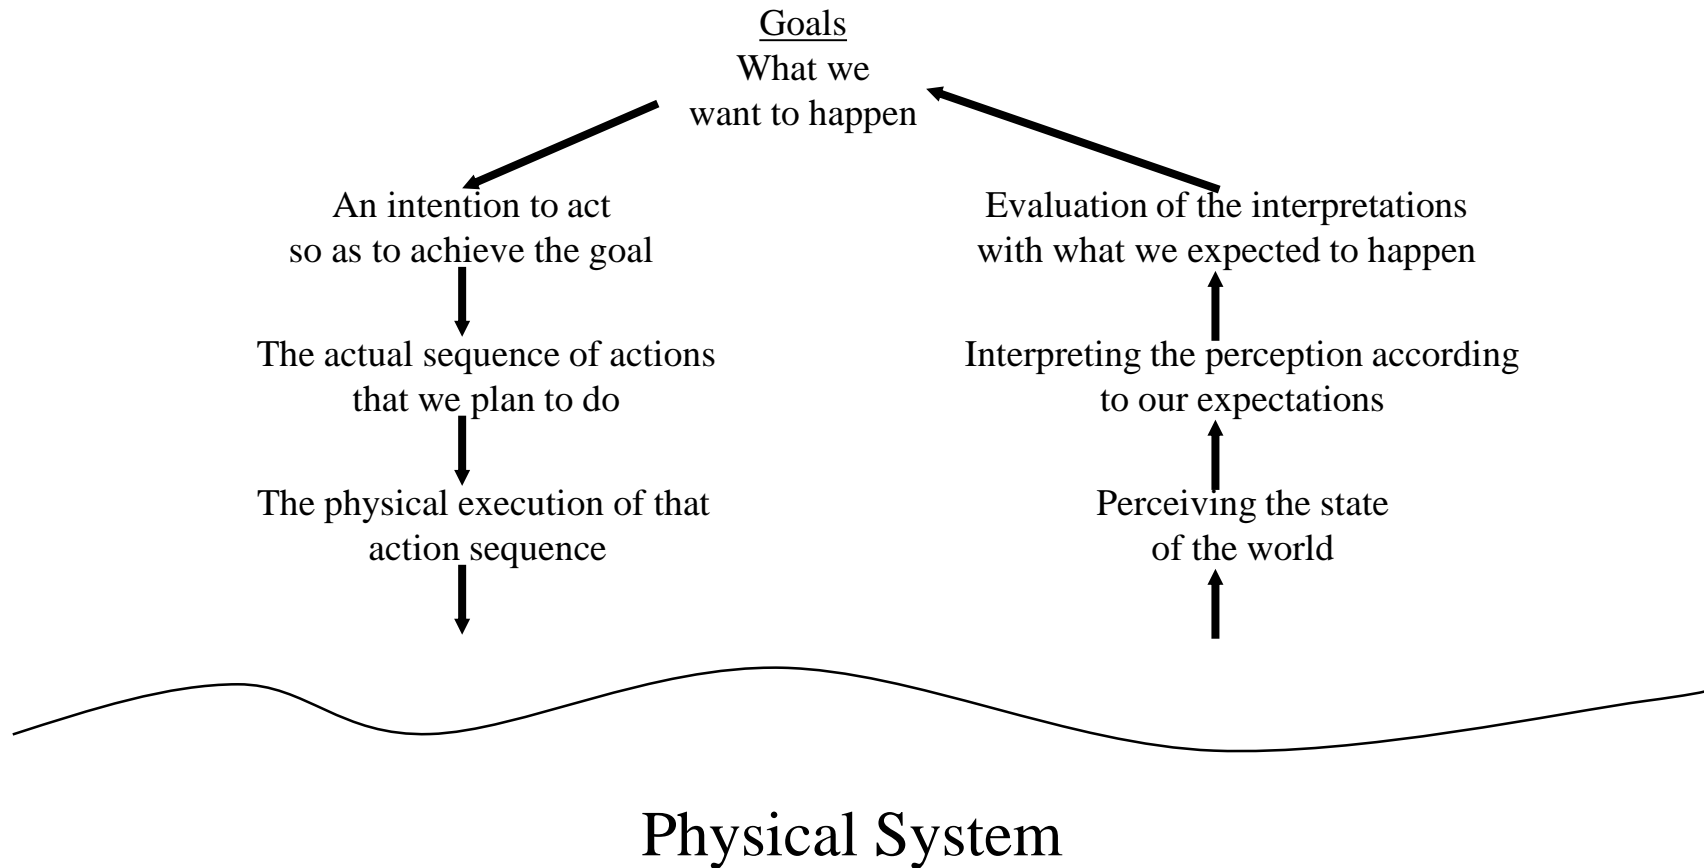 Goals
What we
want to happen
An intention to act
so as to achieve the goal
The actual sequence of actions
that we plan to do
The physical execution of that
action sequence
Evaluation of the interpretations
with what we expected to happen
Interpreting the perception according
to our expectations
Perceiving the state
of the world
Physical System